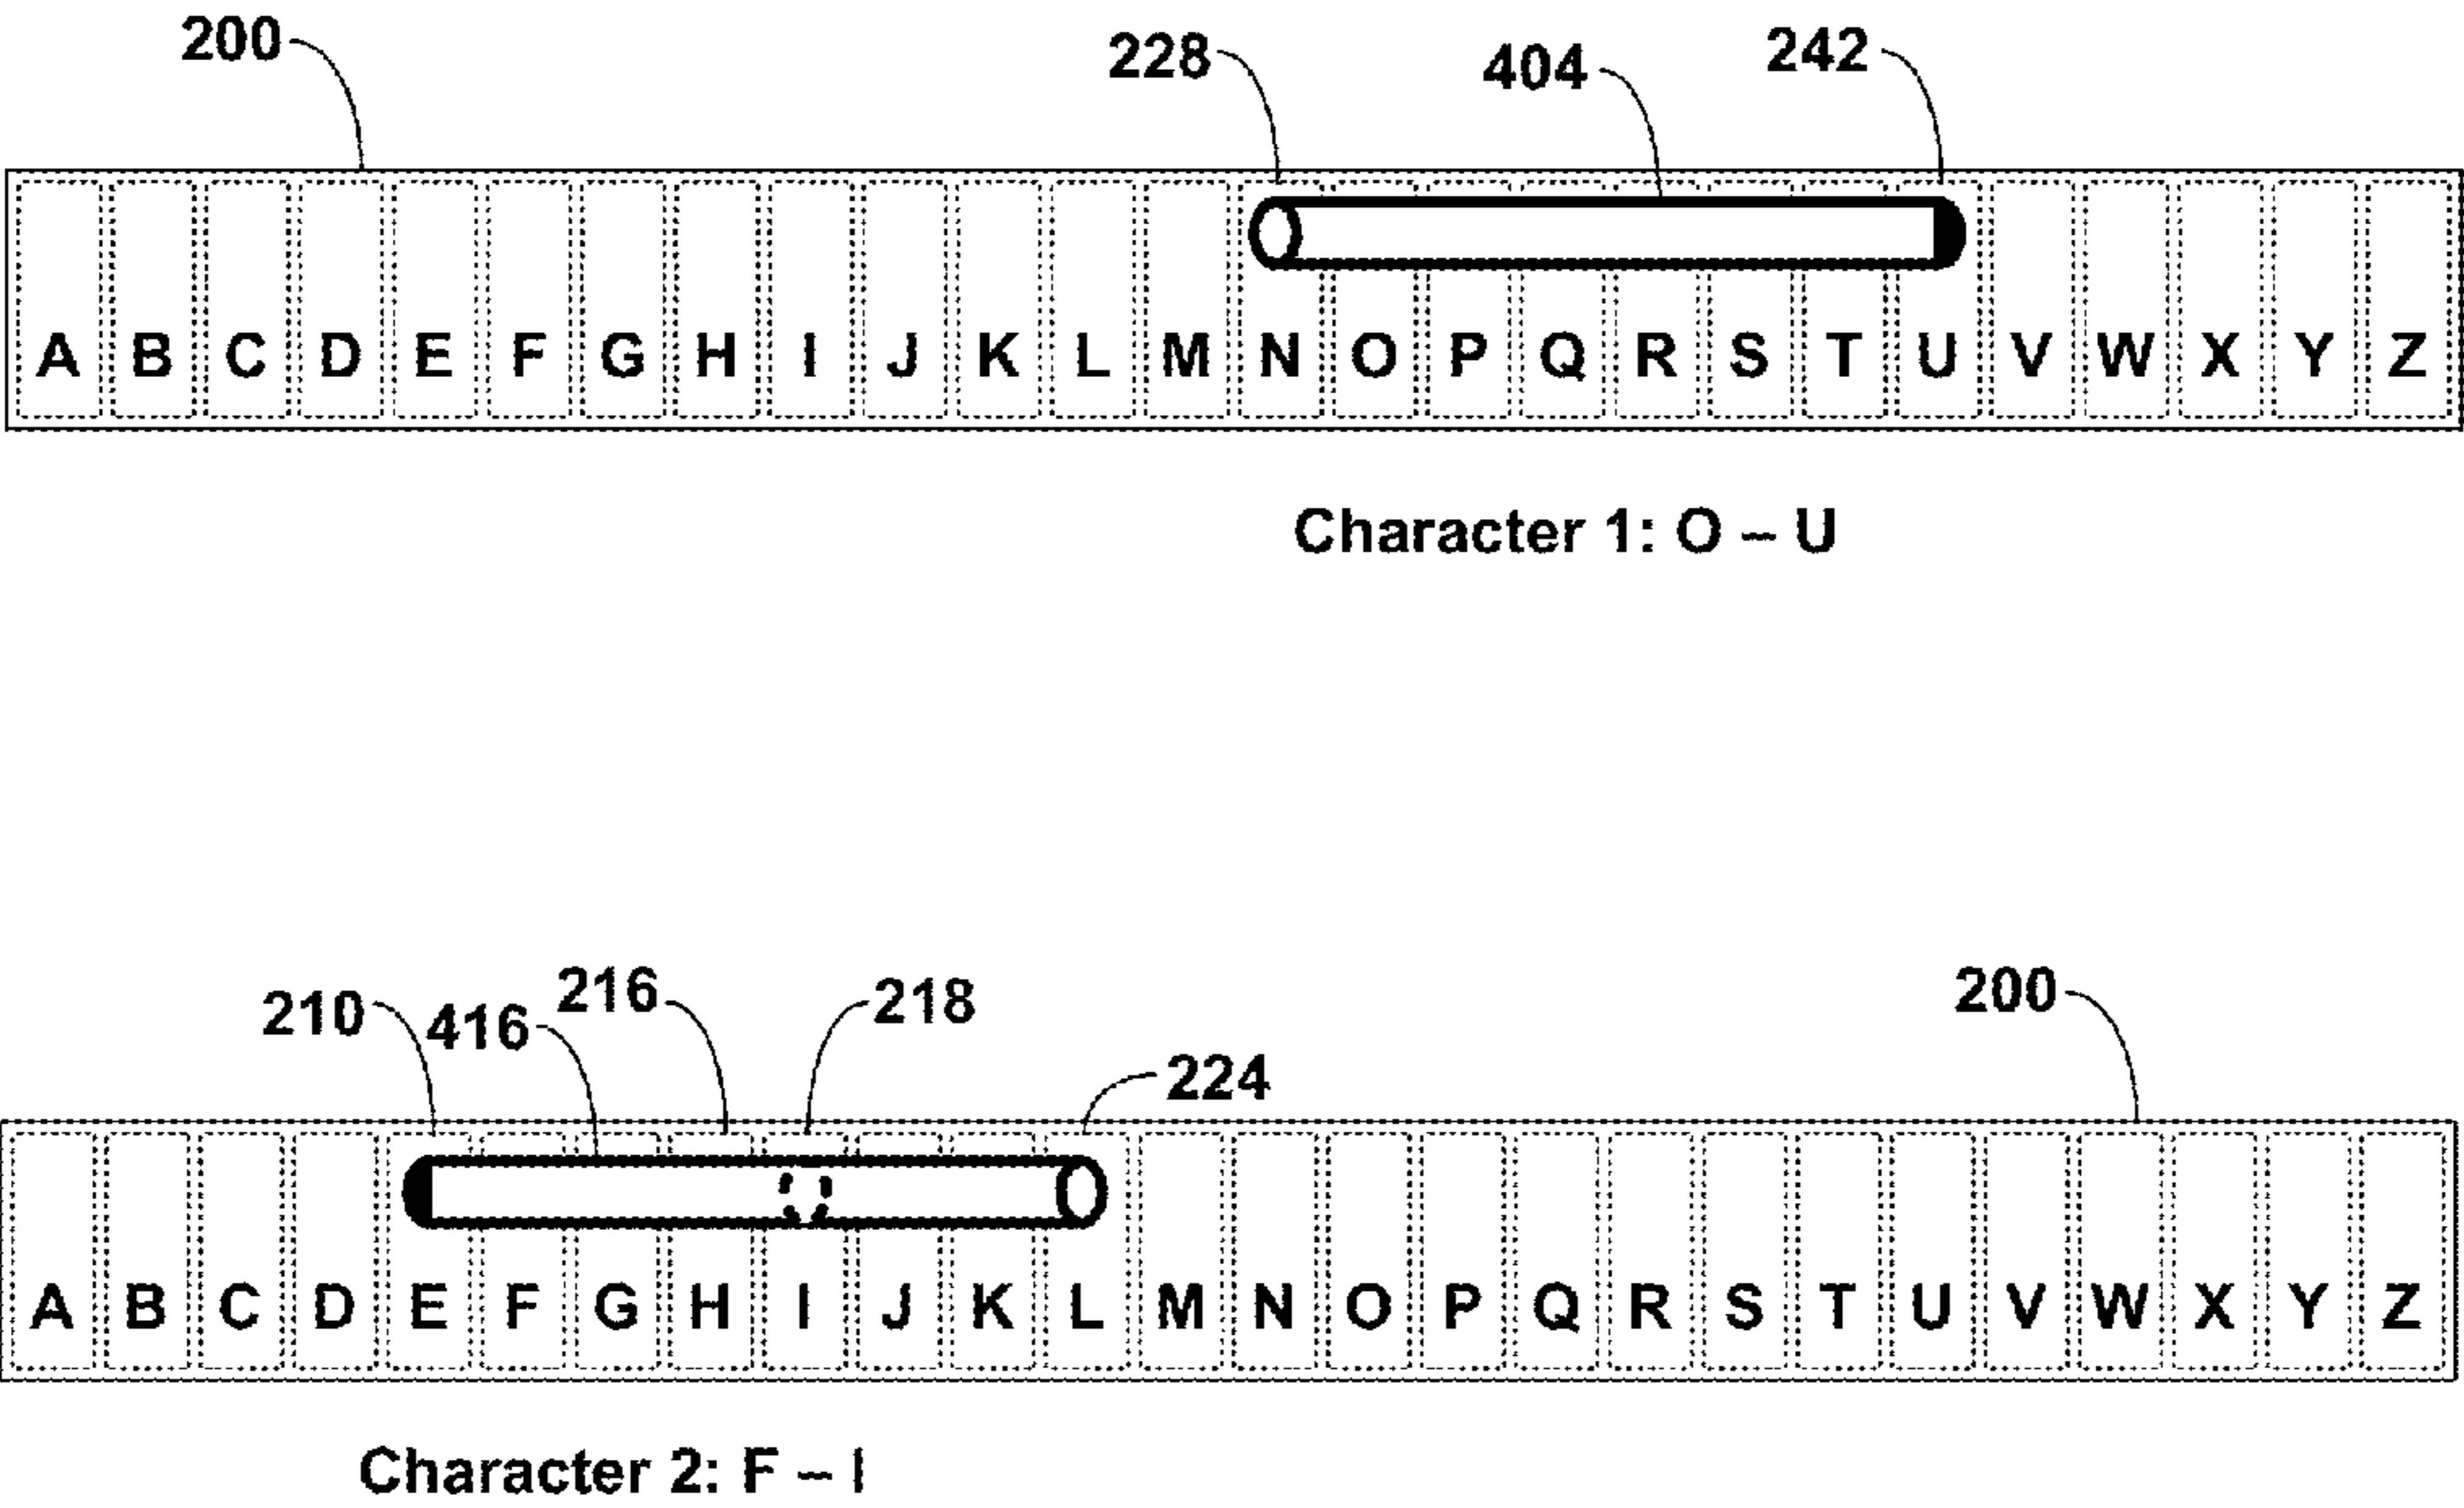 200 228 404 242
A B C D E F G H I J K L M N O P Q R S T U V W X Y Z
Character 1: O – U
210 416 216 218 224 200
A B C D E F G H I J K L M N O P Q R S T U V W X Y Z
Character 2: F – I